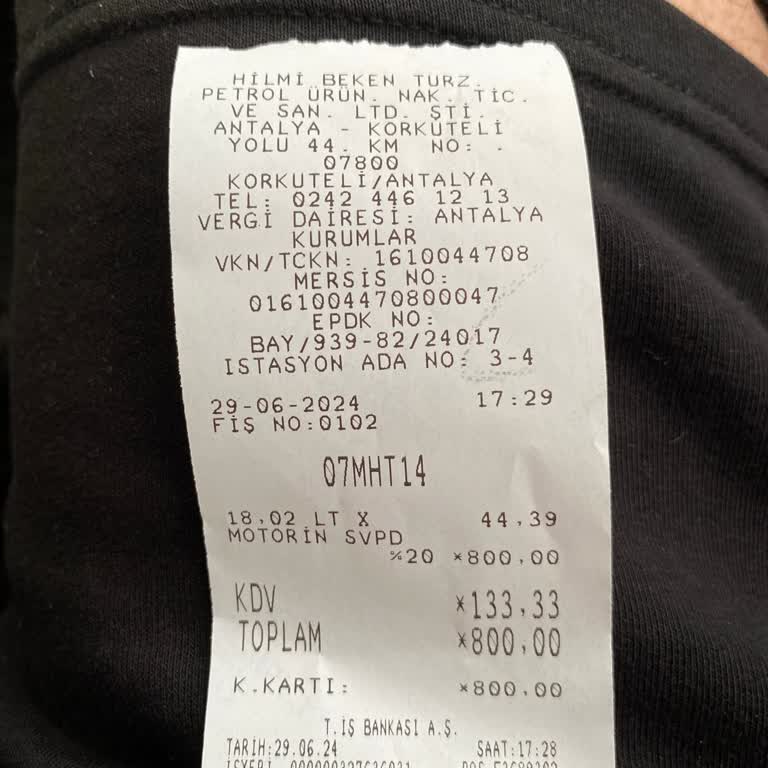 HİLMİ BEKEN TURZ.
PETROL ÜRÜN. NAK. TİC.
VE SAN. LTD. ŞTİ.
ANTALYA - KORKUTELİ
YOLU 44. KM NO: .
07800
KORKUTELİ/ANTALYA
TEL: 0242 446 12 13
VERGİ DAİRESİ: ANTALYA
KURUMLAR
VKN/TCKN: 1610044708
MERSİS NO:
0161004470800047
EPDK NO:
BAY/939-82/24017
ISTASYON ADA NO: 3-4
29-06-2024 17:29
FİŞ NO:0102
07MHT14
18,02 LT X 44,39
MOTORİN SVPD
%20 *800,00
KDV *133,33
TOPLAM *800,00
K.KARTI: *800,00
T.İŞ BANKASI A.Ş.
TARİH:29.06.24 SAAT:17:28
İŞYERİ